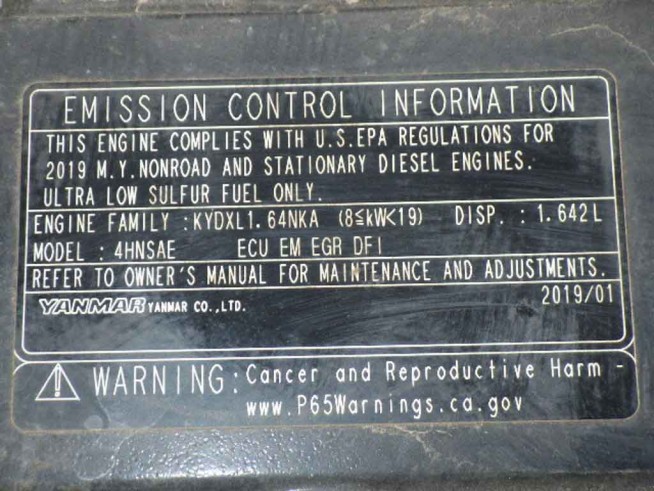 EMISSION CONTROL INFORMATION
THIS ENGINE COMPLIES WITH U.S.EPA REGULATIONS FOR
2019 M.Y.NONROAD AND STATIONARY DIESEL ENGINES.
ULTRA LOW SULFUR FUEL ONLY.
ENGINE FAMILY :KYDXL1.64NKA (8≦kW<19) DISP. : 1.642L
MODEL : 4HNSAE ECU EM EGR DFI
REFER TO OWNER'S MANUAL FOR MAINTENANCE AND ADJUSTMENTS.
YANMAR YANMAR CO.,LTD. 2019/01
WARNING:Cancer and Reproductive Harm -
www.P65Warnings.ca.gov